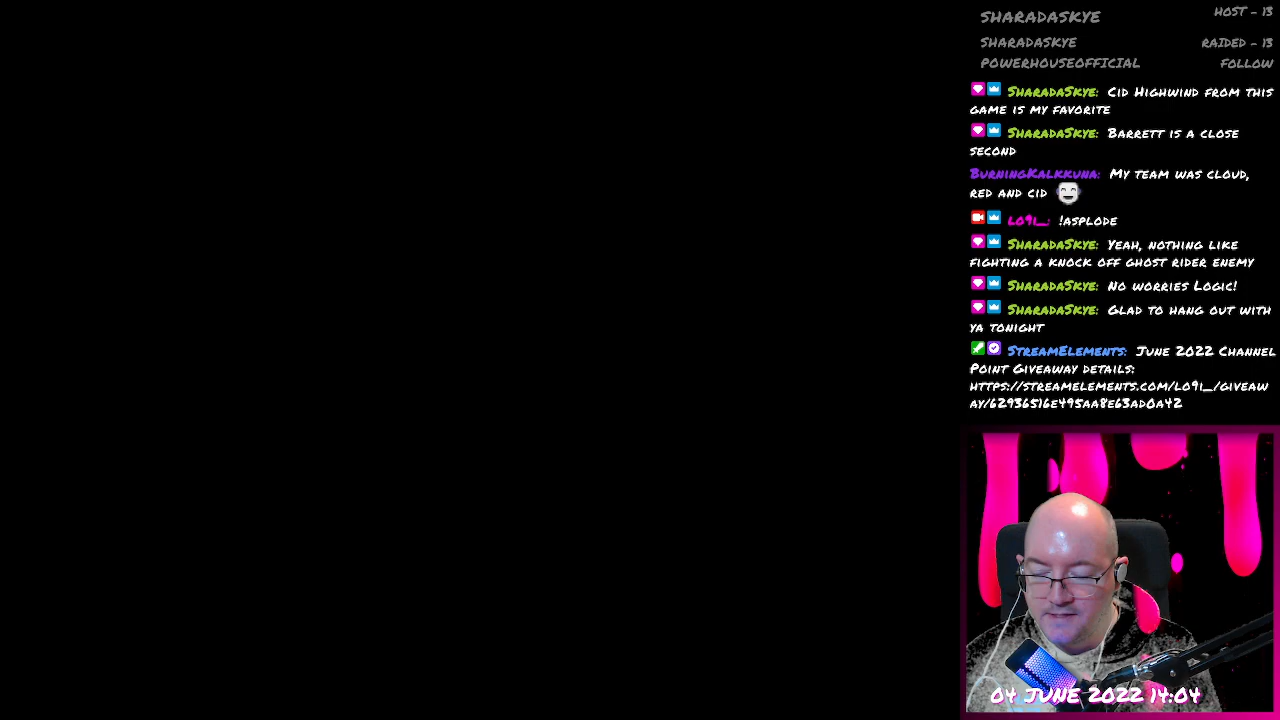 SHARADASKYE HOST - 13
SHARADASKYE RAIDED - 13
POWERHOUSEOFFICIAL FOLLOW
SHARADASKYE: CID HIGHWIND FROM THIS
GAME IS MY FAVORITE
SHARADASKYE: BARRETT IS A CLOSE
SECOND
BURNINGKALKKUNA: MY TEAM WAS CLOUD,
RED AND CID
LO9I_: !ASPLODE
SHARADASKYE: YEAH, NOTHING LIKE
FIGHTING A KNOCK OFF GHOST RIDER ENEMY
SHARADASKYE: NO WORRIES LOGIC!
SHARADASKYE: GLAD TO HANG OUT WITH
YA TONIGHT
STREAMELEMENTS: JUNE 2022 CHANNEL
POINT GIVEAWAY DETAILS:
HTTPS://STREAMELEMENTS.COM/LO9I_/GIVEAW
AY/62936516E495AA8E63AD0A42
04 JUNE 2022 14:04